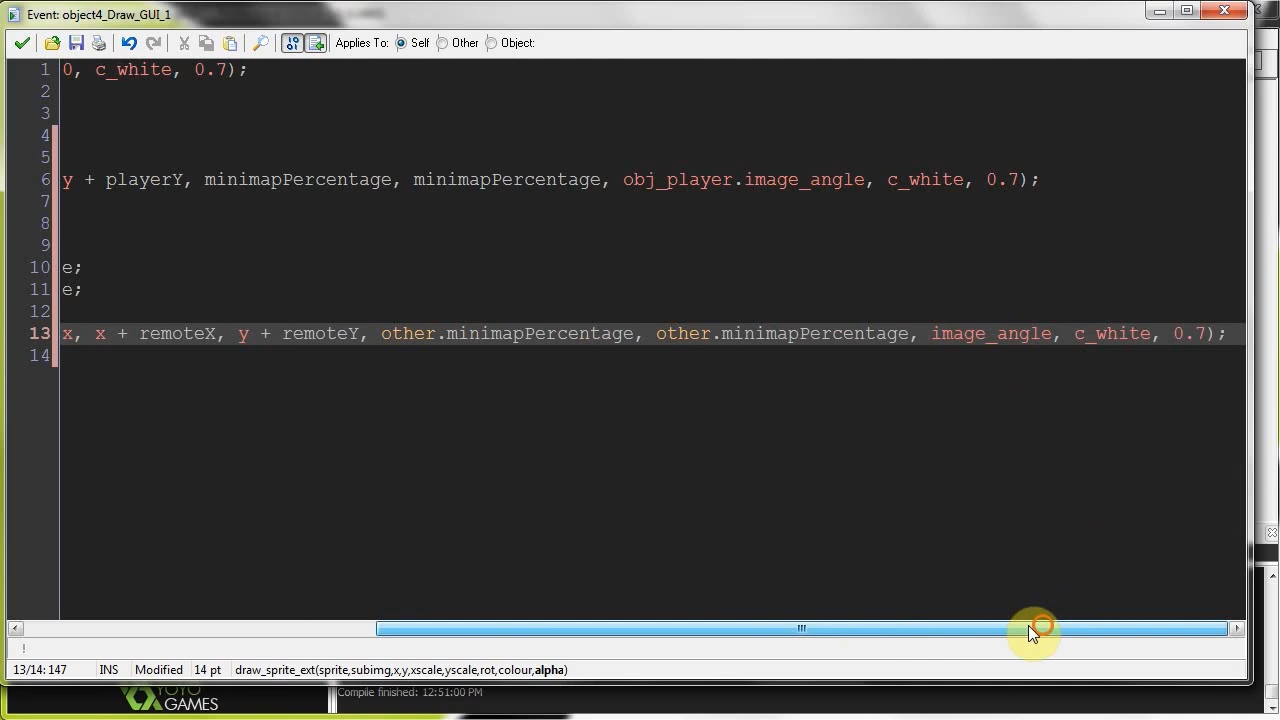 Event: object4_Draw_GUI_1
Applies To: Self Other Object:
1 0, c_white, 0.7);
2
3
4
5
6 y + playerY, minimapPercentage, minimapPercentage, obj_player.image_angle, c_white, 0.7);
7
8
9
10 e;
11 e;
12
13 x, x + remoteX, y + remoteY, other.minimapPercentage, other.minimapPercentage, image_angle, c_white, 0.7);
14
!
13/14: 147 INS Modified 14 pt draw_sprite_ext(sprite,subimg,x,y,xscale,yscale,rot,colour,alpha)
YOYO
GAMES
Compile finished: 12:51:00 PM